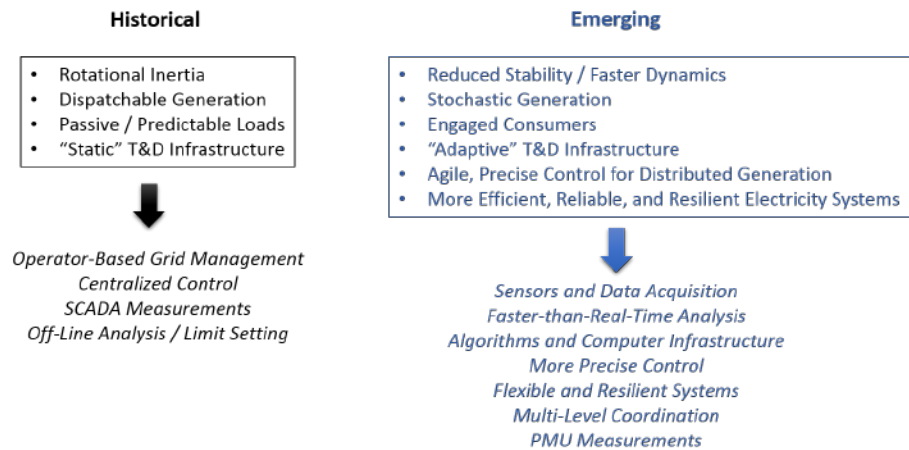 Historical
• Rotational Inertia
• Dispatchable Generation
• Passive / Predictable Loads
• “Static” T&D Infrastructure
Operator-Based Grid Management
Centralized Control
SCADA Measurements
Off-Line Analysis / Limit Setting
Emerging
• Reduced Stability / Faster Dynamics
• Stochastic Generation
• Engaged Consumers
• “Adaptive” T&D Infrastructure
• Agile, Precise Control for Distributed Generation
• More Efficient, Reliable, and Resilient Electricity Systems
Sensors and Data Acquisition
Faster-than-Real-Time Analysis
Algorithms and Computer Infrastructure
More Precise Control
Flexible and Resilient Systems
Multi-Level Coordination
PMU Measurements